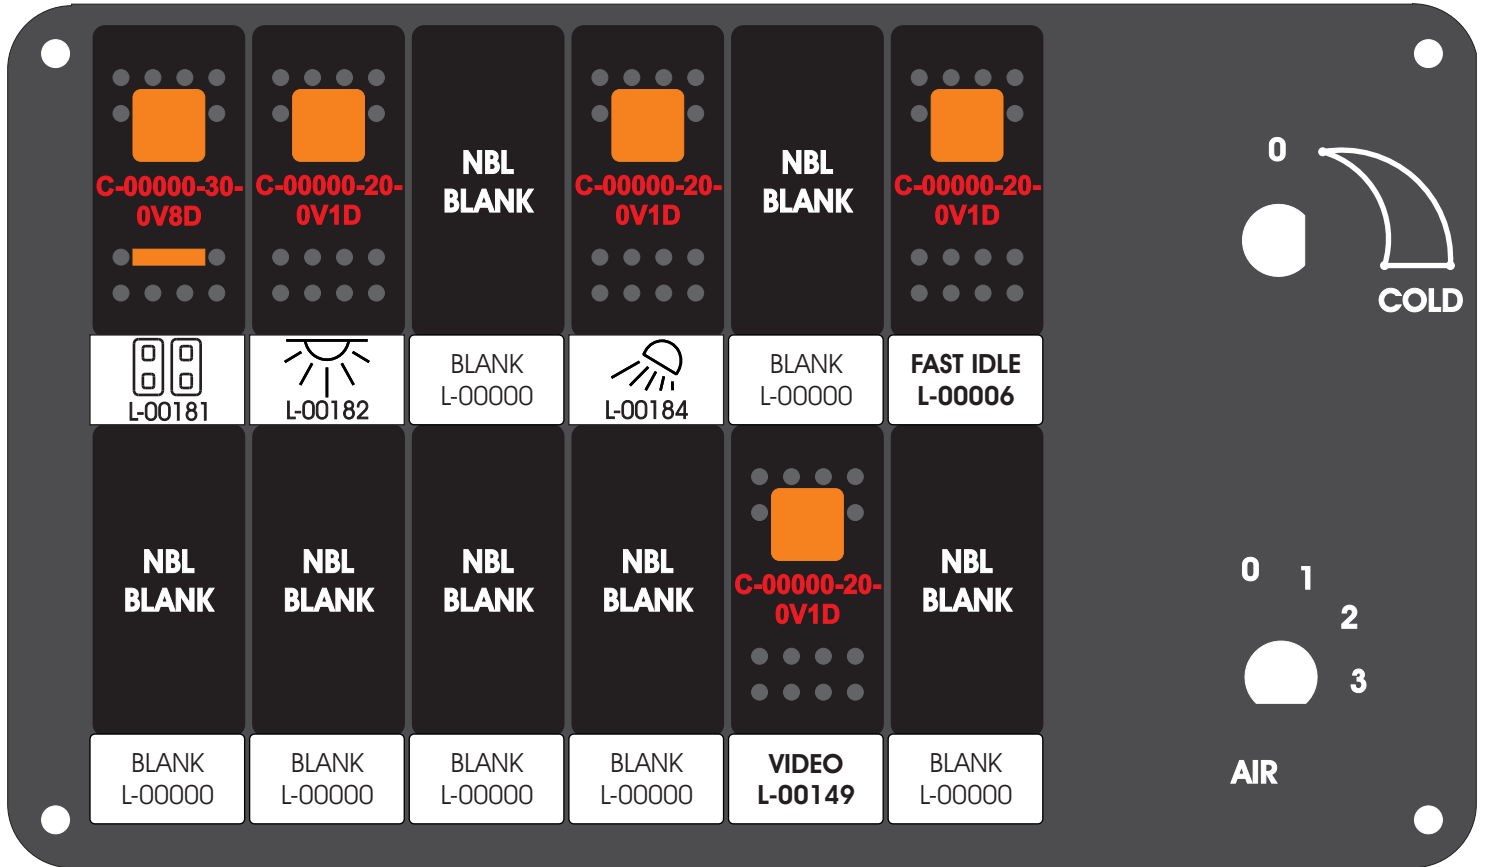 C-00000-30-
0V8D
C-00000-20-
0V1D
NBL
BLANK
C-00000-20-
0V1D
NBL
BLANK
C-00000-20-
0V1D
L-00181
L-00182
BLANK
L-00000
L-00184
BLANK
L-00000
FAST IDLE
L-00006
0
COLD
NBL
BLANK
NBL
BLANK
NBL
BLANK
NBL
BLANK
C-00000-20-
0V1D
NBL
BLANK
BLANK
L-00000
BLANK
L-00000
BLANK
L-00000
BLANK
L-00000
VIDEO
L-00149
BLANK
L-00000
0
1
2
3
AIR